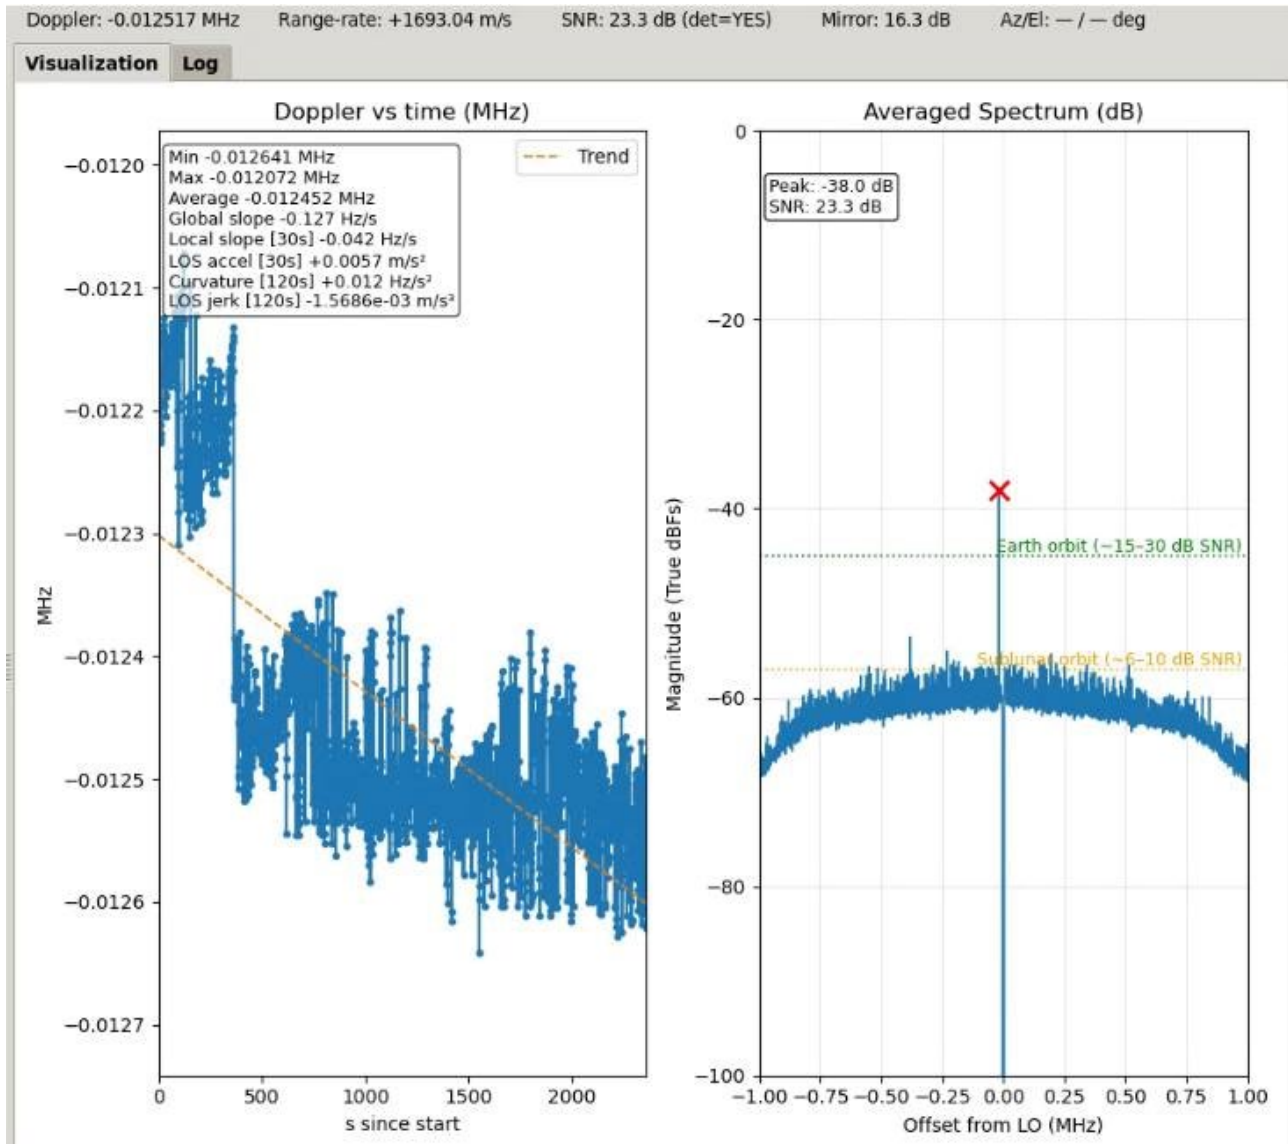 Doppler: -0.012517 MHz Range-rate: +1693.04 m/s SNR: 23.3 dB (det=YES) Mirror: 16.3 dB Az/El: — / — deg
Visualization Log
Doppler vs time (MHz)
Min -0.012641 MHz
Max -0.012072 MHz
Average -0.012452 MHz
Global slope -0.127 Hz/s
Local slope [30s] -0.042 Hz/s
LOS accel [30s] +0.0057 m/s²
Curvature [120s] +0.012 Hz/s²
LOS jerk [120s] -1.5686e-03 m/s³
Trend
−0.0120
−0.0121
−0.0122
−0.0123
−0.0124
−0.0125
−0.0126
−0.0127
MHz
0 500 1000 1500 2000
s since start
Averaged Spectrum (dB)
Peak: -38.0 dB
SNR: 23.3 dB
Earth orbit (~15–30 dB SNR)
Sublunar orbit (~6–10 dB SNR)
0
−20
−40
−60
−80
−100
Magnitude (True dBFs)
−1.00 −0.75 −0.50 −0.25 0.00 0.25 0.50 0.75 1.00
Offset from LO (MHz)